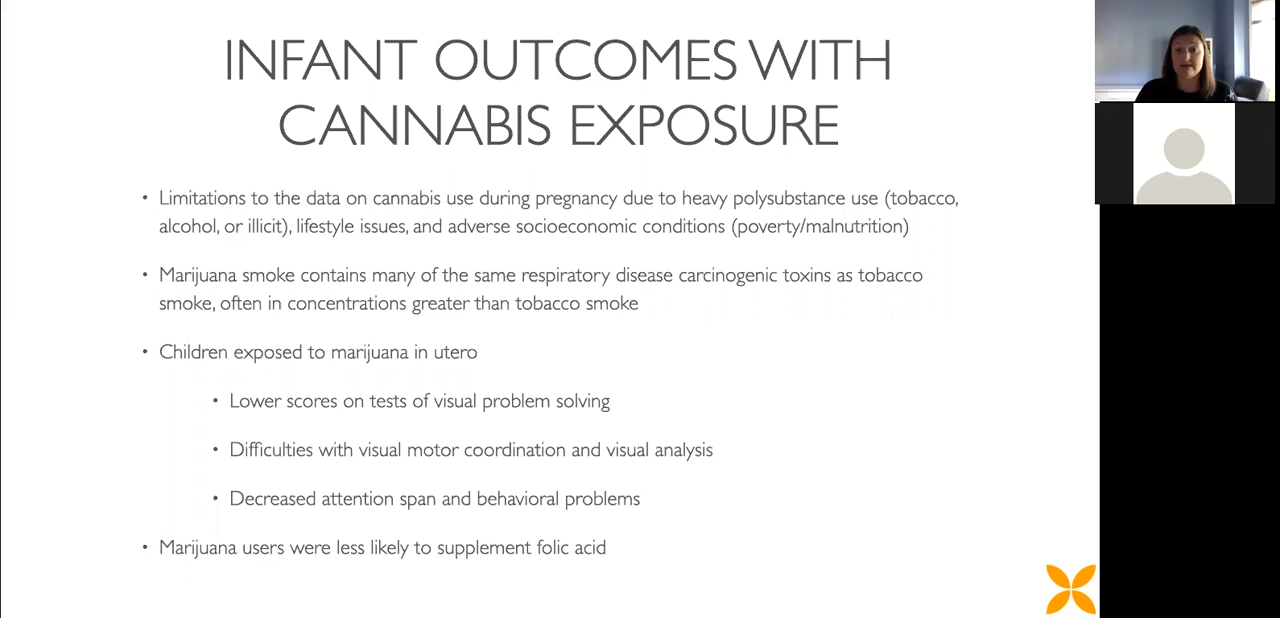 INFANT OUTCOMES WITH
CANNABIS EXPOSURE
• Limitations to the data on cannabis use during pregnancy due to heavy polysubstance use (tobacco,
alcohol, or illicit), lifestyle issues, and adverse socioeconomic conditions (poverty/malnutrition)
• Marijuana smoke contains many of the same respiratory disease carcinogenic toxins as tobacco
smoke, often in concentrations greater than tobacco smoke
• Children exposed to marijuana in utero
• Lower scores on tests of visual problem solving
• Difficulties with visual motor coordination and visual analysis
• Decreased attention span and behavioral problems
• Marijuana users were less likely to supplement folic acid